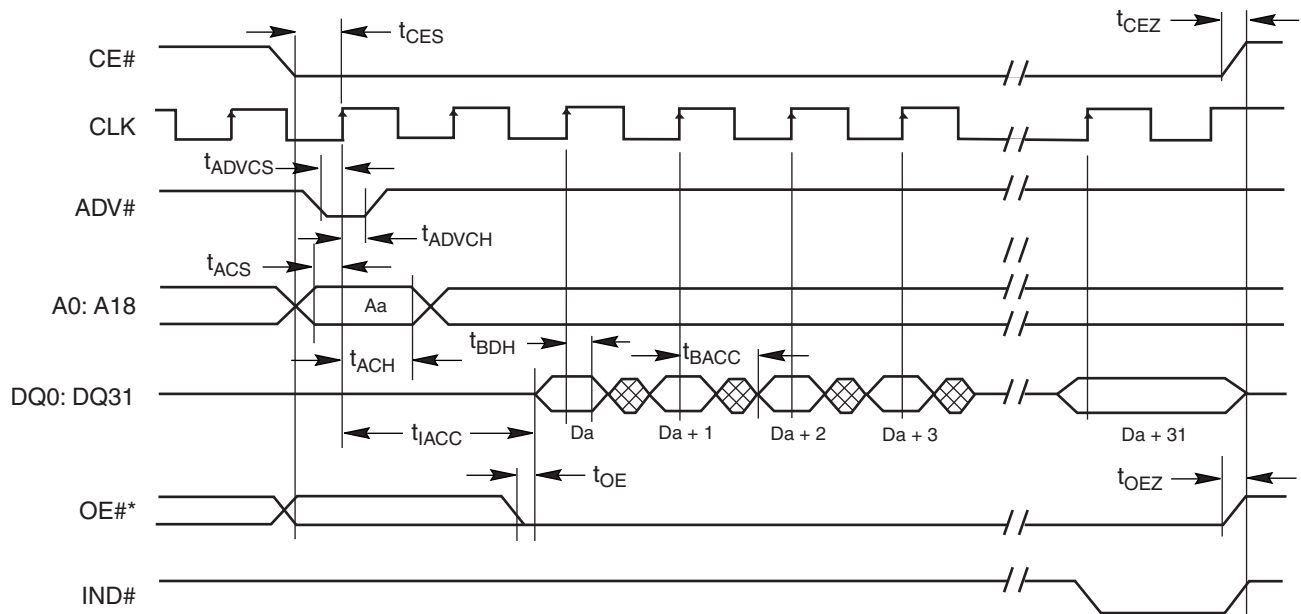 tCES
tCEZ
CE#
CLK
tADVCS
ADV#
tADVCH
tACS
A0: A18
Aa
tBDH
tBACC
tACH
DQ0: DQ31
Da
Da + 1
Da + 2
Da + 3
Da + 31
tIACC
tOE
tOEZ
OE#*
IND#